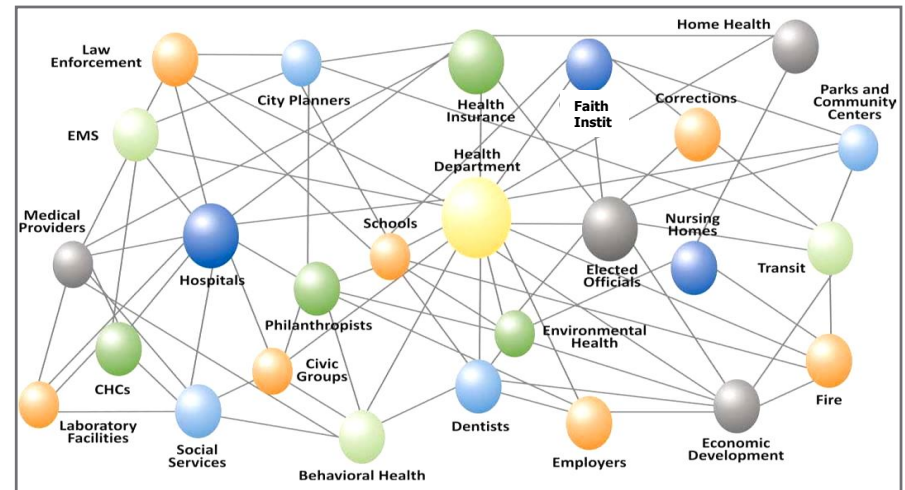 Home Health
Law
Enforcement
City Planners
Health
Insurance
Faith
Instit
Corrections
Parks and
Community
Centers
EMS
Health
Department
Medical
Providers
Hospitals
Schools
Elected
Officials
Nursing
Homes
Transit
Philanthropists
Environmental
Health
Civic
Groups
CHCs
Laboratory
Facilities
Social
Services
Behavioral Health
Dentists
Employers
Economic
Development
Fire